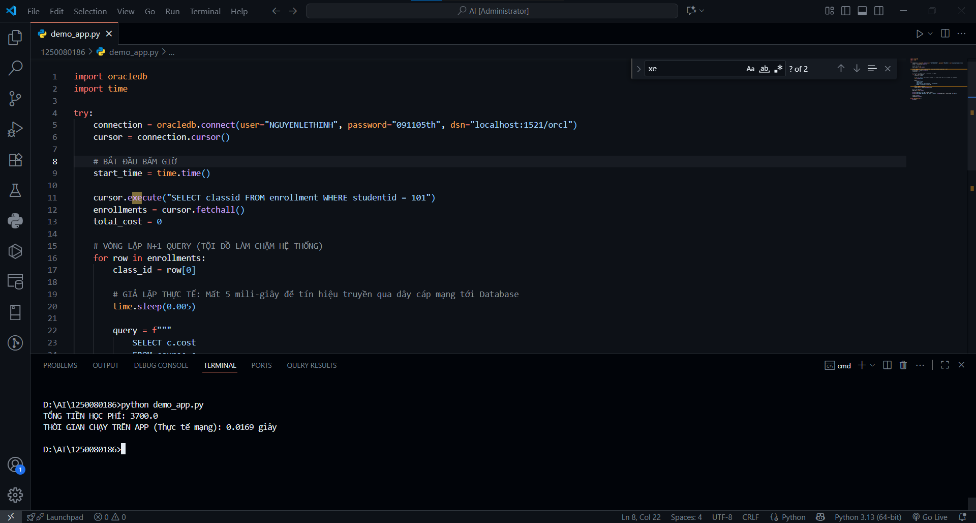 File Edit Selection View Go Run Terminal Help
AI [Administrator]
demo_app.py
1250080186 > demo_app.py > ...
xe
Aa ab .* ? of 2
1 import oracledb
2 import time
3
4 try:
5 connection = oracledb.connect(user="NGUYENLETHINH", password="091105th", dsn="localhost:1521/orcl")
6 cursor = connection.cursor()
7
8 # BẮT ĐẦU BẤM GIỜ
9 start_time = time.time()
10
11 cursor.execute("SELECT classid FROM enrollment WHERE studentid = 101")
12 enrollments = cursor.fetchall()
13 total_cost = 0
14
15 # VÒNG LẶP N+1 QUERY (TỘI ĐỒ LÀM CHẬM HỆ THỐNG)
16 for row in enrollments:
17 class_id = row[0]
18
19 # GIẢ LẬP THỰC TẾ: Mất 5 mili-giây để tín hiệu truyền qua dây cáp mạng tới Database
20 time.sleep(0.005)
21
22 query = f"""
23 SELECT c.cost
PROBLEMS OUTPUT DEBUG CONSOLE TERMINAL PORTS QUERY RESULTS
cmd
D:\AI\1250080186>python demo_app.py
TỔNG TIỀN HỌC PHÍ: 3700.0
THỜI GIAN CHẠY TRÊN APP (Thực tế mạng): 0.0169 giây
D:\AI\1250080186>
1
Launchpad 0 0 Ln 8, Col 22 Spaces: 4 UTF-8 CRLF Python Python 3.13 (64-bit) Go Live